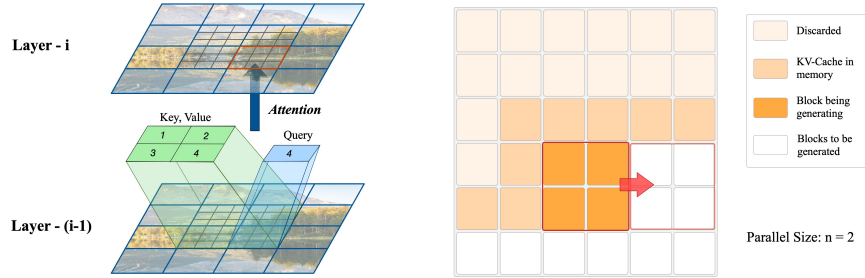 Layer - i
Attention
Key, Value
Query
1
2
3
4
4
Layer - (i-1)
Discarded
KV-Cache in
memory
Block being
generating
Blocks to be
generated
Parallel Size: n = 2